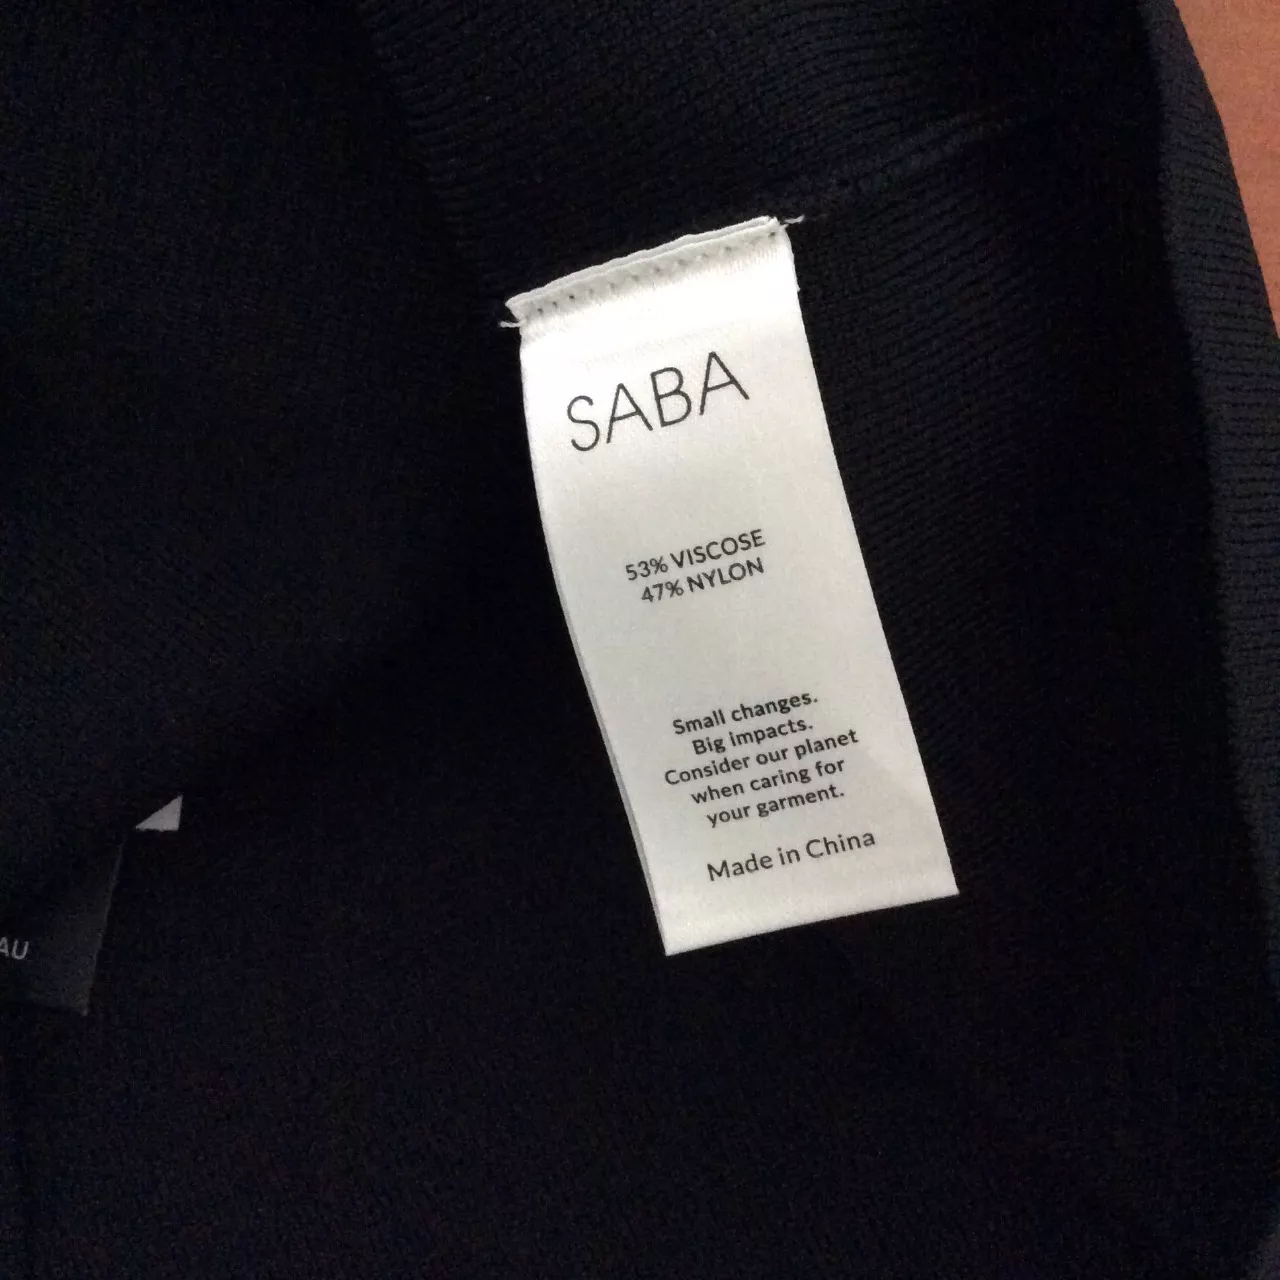 SABA
53% VISCOSE
47% NYLON
Small changes.
Big impacts.
Consider our planet
when caring for
your garment.
Made in China
AU